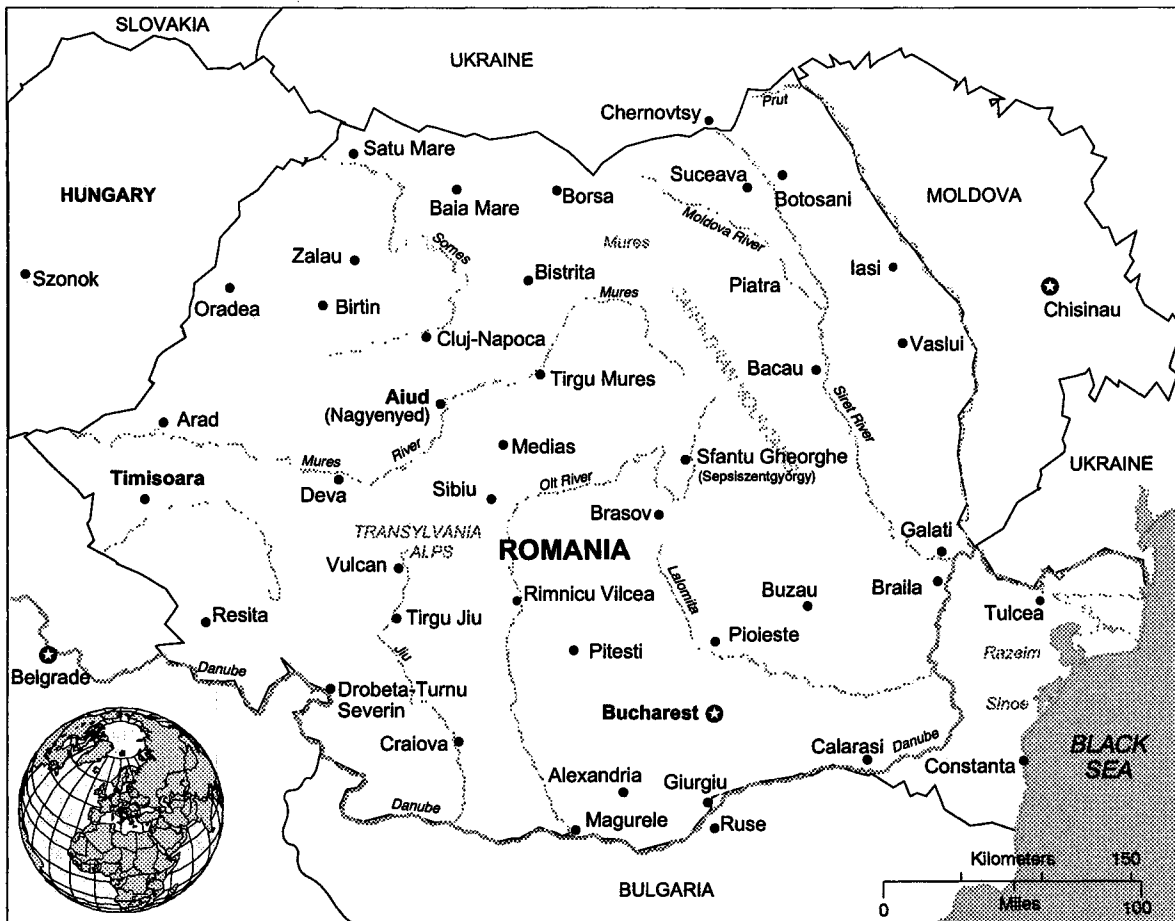 SLOVAKIA
UKRAINE
Chernovtsy
Prut
Satu Mare
Suceava
HUNGARY
Baia Mare
Borsa
Botosani
MOLDOVA
Moldova River
Somes
Mures
Zalau
Iasi
Szonok
Bistrita
Piatra
Oradea
Birtin
Mures
Chisinau
Cluj-Napoca
Vaslui
CARPATHIAN MOUNTAINS
Tirgu Mures
Bacau
Aiud
(Nagyenyed)
Siret River
Arad
River
Medias
Sfantu Gheorghe
(Sepsiszentgyörgy)
UKRAINE
Mures
Timisoara
Deva
Sibiu
Olt River
Brasov
TRANSYLVANIA
ALPS
ROMANIA
Galati
Vulcan
Lalomita
Buzau
Braila
Rimnicu Vilcea
Tulcea
Resita
Tirgu Jiu
Pioieste
Jiu
Pitesti
Razeim
Belgrade
Danube
Drobeta-Turnu
Severin
Sinoe
Bucharest
Craiova
Calarasi
Danube
Constanta
BLACK
SEA
Alexandria
Giurgiu
Danube
Magurele
Ruse
Kilometers 150
BULGARIA
0 Miles 100